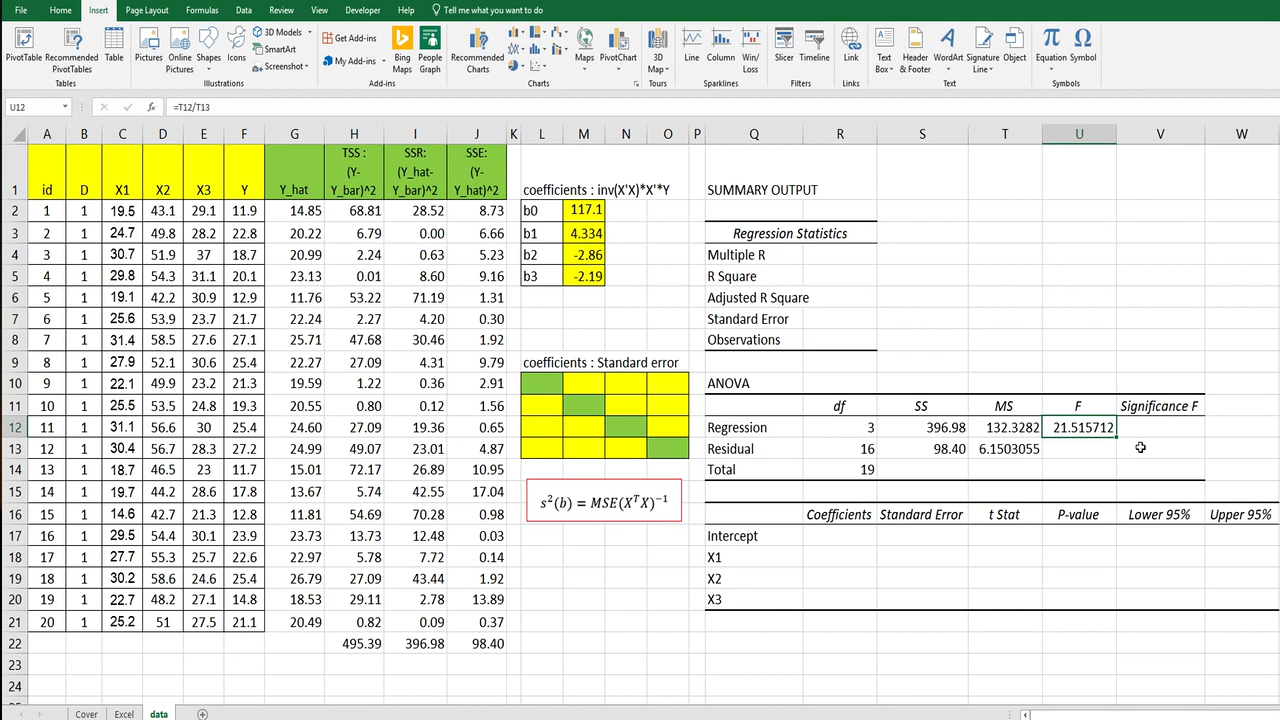 File Home Insert Page Layout Formulas Data Review View Developer Help Tell me what you want to do
PivotTable Recommended PivotTables Table Pictures Online Pictures Shapes Icons 3D Models SmartArt Screenshot Get Add-ins My Add-ins Bing Maps People Graph Recommended Charts Maps PivotChart 3D Map Line Column Win/Loss Slicer Timeline Link Text Box Header & Footer WordArt Signature Line Object Equation Symbol
Tables Illustrations Add-ins Charts Tours Sparklines Filters Links Text Symbols
U12 fx =T12/T13
A B C D E F G H I J K L M N O P Q R S T U V W
1 id D X1 X2 X3 Y Y_hat TSS : (Y-Y_bar)^2 SSR: (Y_hat-Y_bar)^2 SSE: (Y-Y_hat)^2 coefficients : inv(X'X)*X'*Y SUMMARY OUTPUT
2 1 1 19.5 43.1 29.1 11.9 14.85 68.81 28.52 8.73 b0 117.1
3 2 1 24.7 49.8 28.2 22.8 20.22 6.79 0.00 6.66 b1 4.334 Regression Statistics
4 3 1 30.7 51.9 37 18.7 20.99 2.24 0.63 5.23 b2 -2.86 Multiple R
5 4 1 29.8 54.3 31.1 20.1 23.13 0.01 8.60 9.16 b3 -2.19 R Square
6 5 1 19.1 42.2 30.9 12.9 11.76 53.22 71.19 1.31 Adjusted R Square
7 6 1 25.6 53.9 23.7 21.7 22.24 2.27 4.20 0.30 Standard Error
8 7 1 31.4 58.5 27.6 27.1 25.71 47.68 30.46 1.92 Observations
9 8 1 27.9 52.1 30.6 25.4 22.27 27.09 4.31 9.79 coefficients : Standard error
10 9 1 22.1 49.9 23.2 21.3 19.59 1.22 0.36 2.91 ANOVA
11 10 1 25.5 53.5 24.8 19.3 20.55 0.80 0.12 1.56 df SS MS F Significance F
12 11 1 31.1 56.6 30 25.4 24.60 27.09 19.36 0.65 Regression 3 396.98 132.3282 21.515712
13 12 1 30.4 56.7 28.3 27.2 24.99 49.07 23.01 4.87 Residual 16 98.40 6.1503055
14 13 1 18.7 46.5 23 11.7 15.01 72.17 26.89 10.95 Total 19
15 14 1 19.7 44.2 28.6 17.8 13.67 5.74 42.55 17.04 s²(b) = MSE(XᵀX)⁻¹
16 15 1 14.6 42.7 21.3 12.8 11.81 54.69 70.28 0.98 Coefficients Standard Error t Stat P-value Lower 95% Upper 95%
17 16 1 29.5 54.4 30.1 23.9 23.73 13.73 12.48 0.03 Intercept
18 17 1 27.7 55.3 25.7 22.6 22.97 5.78 7.72 0.14 X1
19 18 1 30.2 58.6 24.6 25.4 26.79 27.09 43.44 1.92 X2
20 19 1 22.7 48.2 27.1 14.8 18.53 29.11 2.78 13.89 X3
21 20 1 25.2 51 27.5 21.1 20.49 0.82 0.09 0.37
22 495.39 396.98 98.40
23
24
Cover Excel data